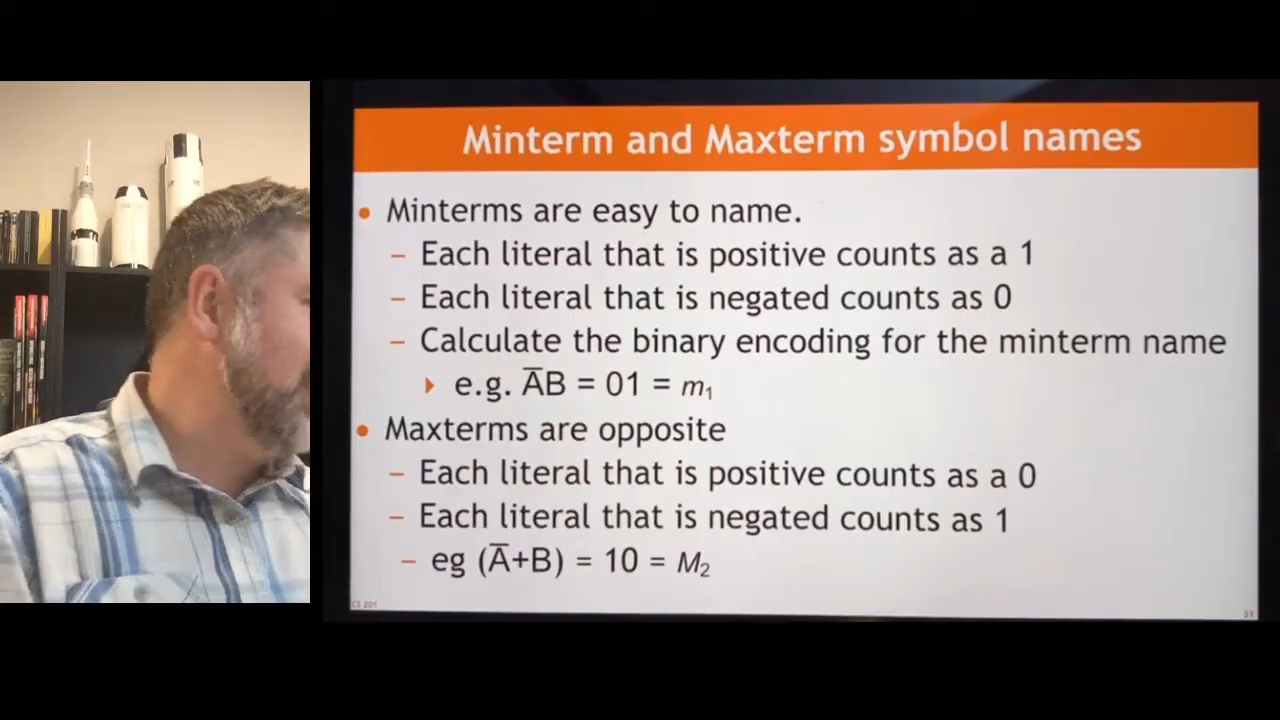 Minterm and Maxterm symbol names
• Minterms are easy to name.
– Each literal that is positive counts as a 1
– Each literal that is negated counts as 0
– Calculate the binary encoding for the minterm name
‣ e.g. A̅B = 01 = m₁
• Maxterms are opposite
– Each literal that is positive counts as a 0
– Each literal that is negated counts as 1
– eg (A̅+B) = 10 = M₂
CS 201